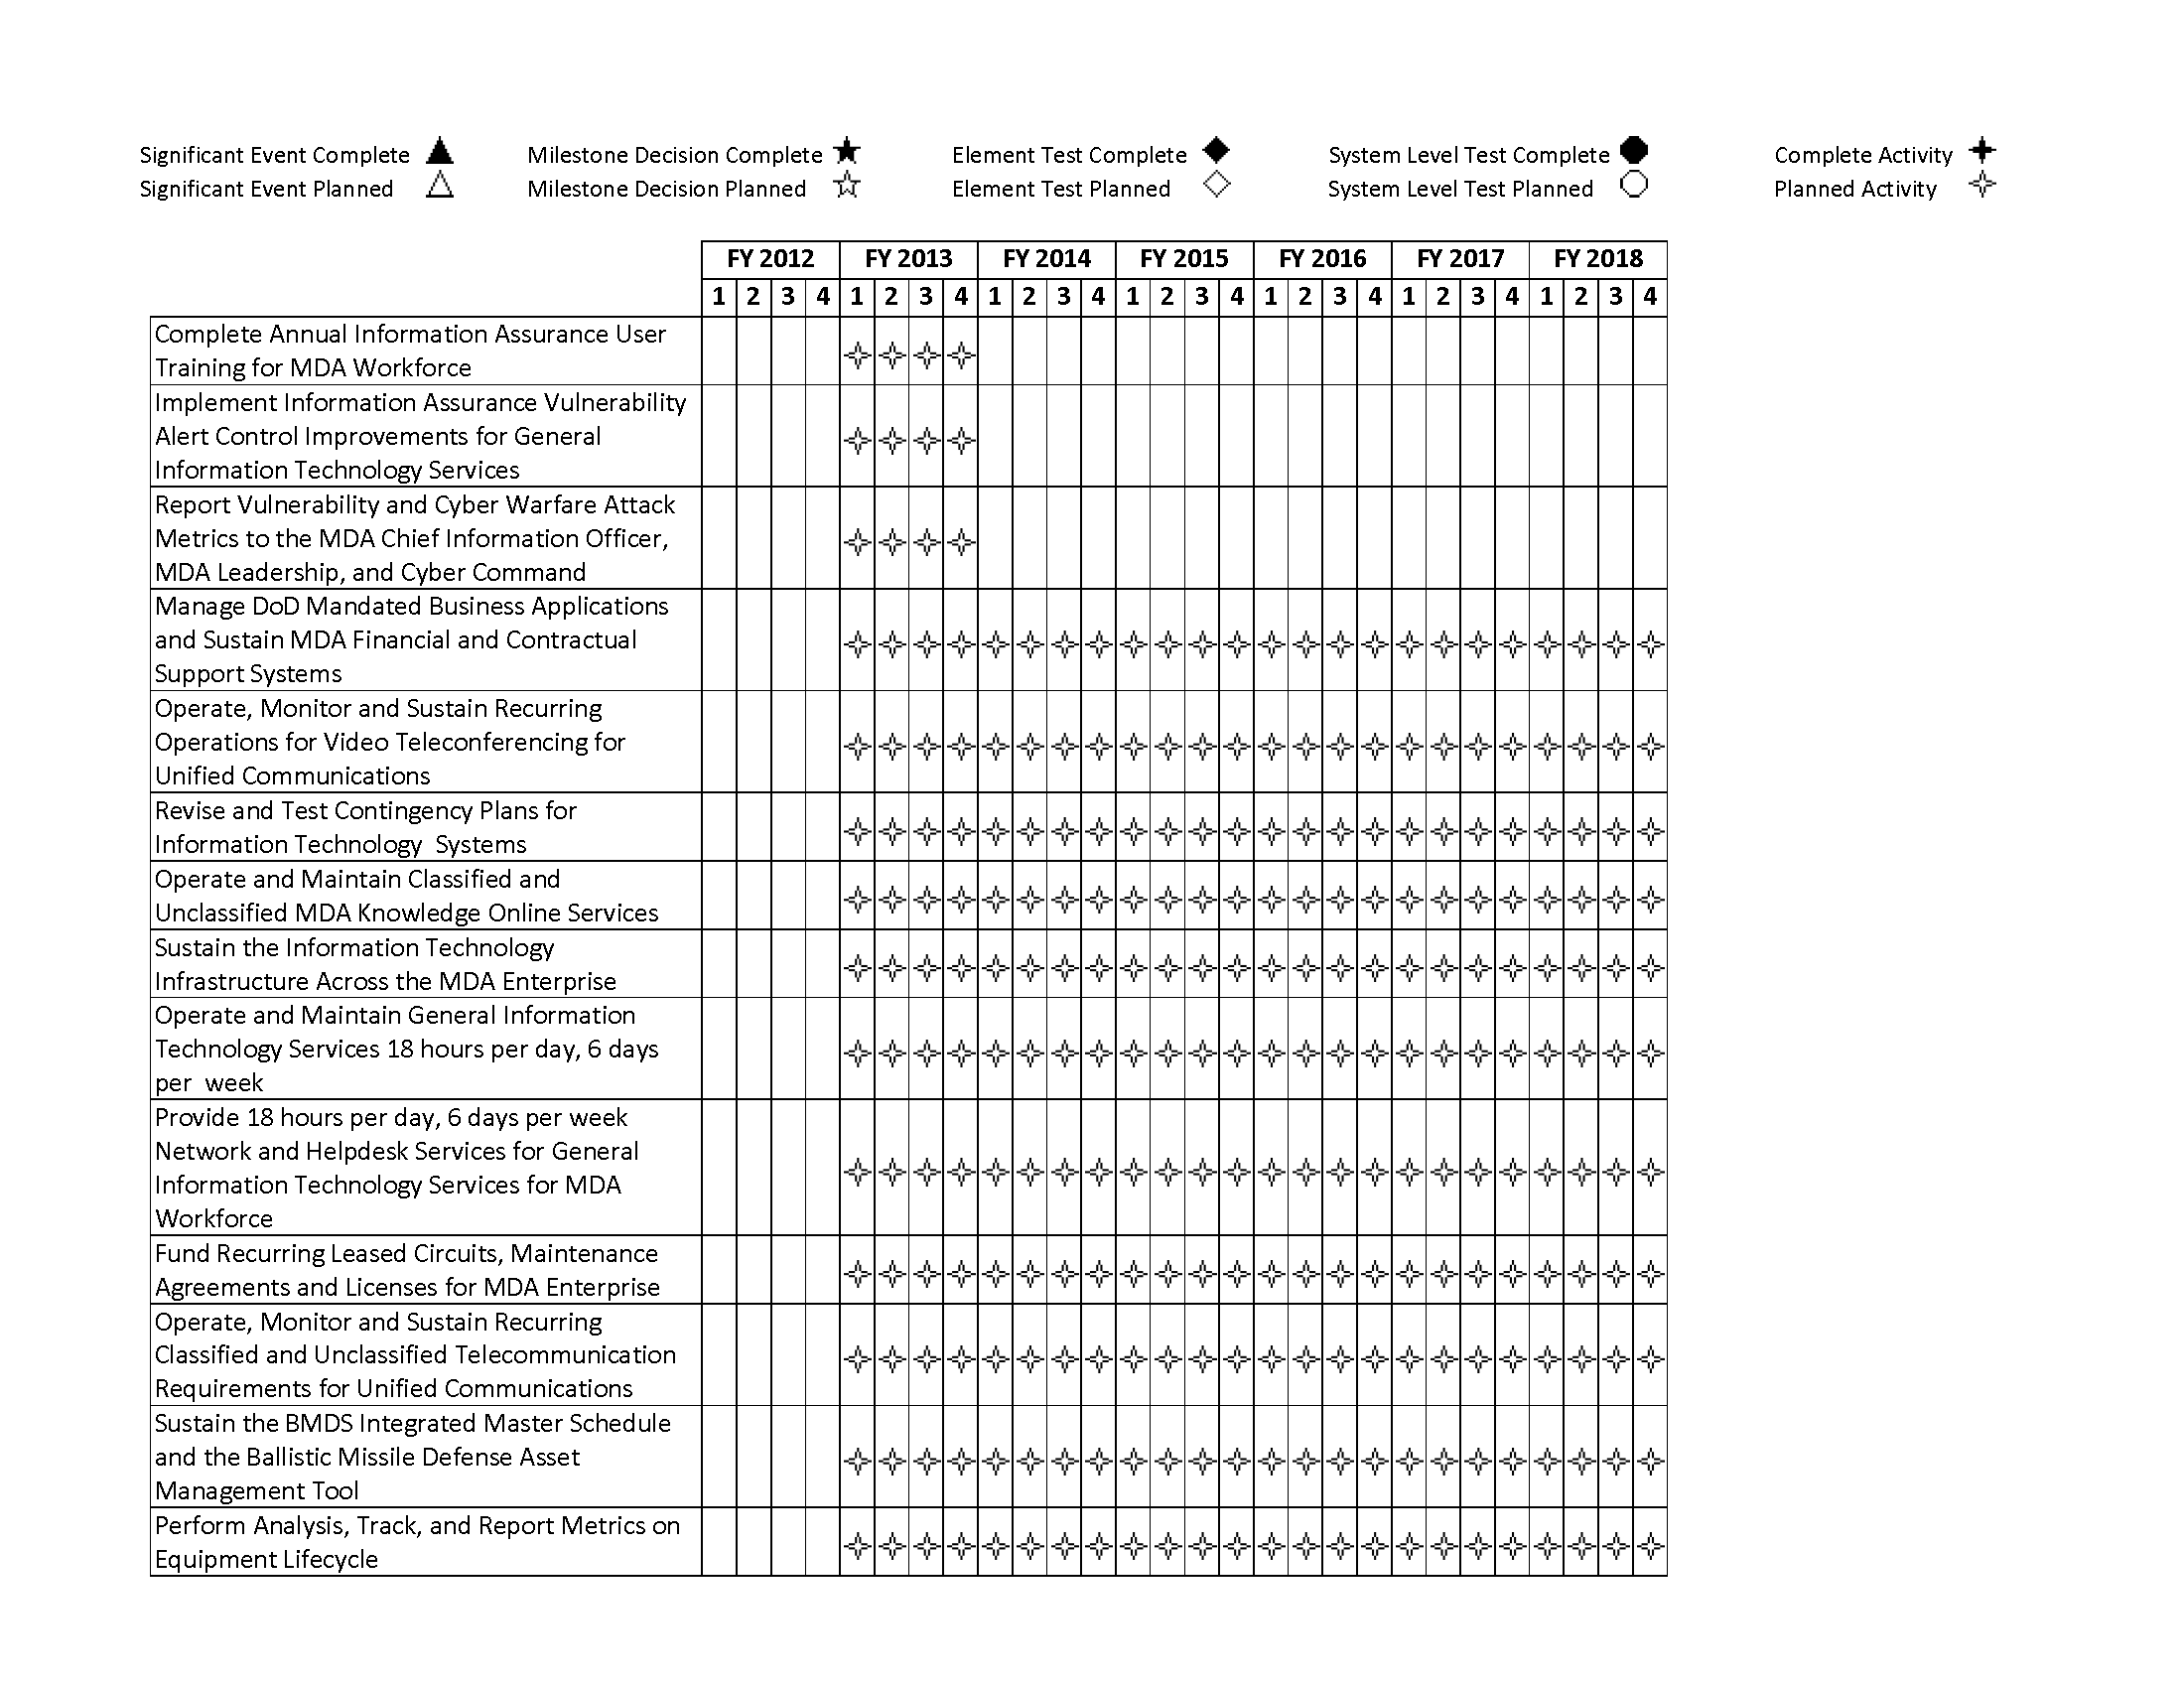 Significant Event Complete Milestone Decision Complete Element Test Complete System Level Test Complete Complete Activity
Significant Event Planned Milestone Decision Planned Element Test Planned System Level Test Planned Planned Activity
FY 2012 FY 2013 FY 2014 FY 2015 FY 2016 FY 2017 FY 2018
1 2 3 4 1 2 3 4 1 2 3 4 1 2 3 4 1 2 3 4 1 2 3 4 1 2 3 4
Complete Annual Information Assurance User
Training for MDA Workforce
Implement Information Assurance Vulnerability
Alert Control Improvements for General
Information Technology Services
Report Vulnerability and Cyber Warfare Attack
Metrics to the MDA Chief Information Officer,
MDA Leadership, and Cyber Command
Manage DoD Mandated Business Applications
and Sustain MDA Financial and Contractual
Support Systems
Operate, Monitor and Sustain Recurring
Operations for Video Teleconferencing for
Unified Communications
Revise and Test Contingency Plans for
Information Technology  Systems
Operate and Maintain Classified and
Unclassified MDA Knowledge Online Services
Sustain the Information Technology
Infrastructure Across the MDA Enterprise
Operate and Maintain General Information
Technology Services 18 hours per day, 6 days
per  week
Provide 18 hours per day, 6 days per week
Network and Helpdesk Services for General
Information Technology Services for MDA
Workforce
Fund Recurring Leased Circuits, Maintenance
Agreements and Licenses for MDA Enterprise
Operate, Monitor and Sustain Recurring
Classified and Unclassified Telecommunication
Requirements for Unified Communications
Sustain the BMDS Integrated Master Schedule
and the Ballistic Missile Defense Asset
Management Tool
Perform Analysis, Track, and Report Metrics on
Equipment Lifecycle